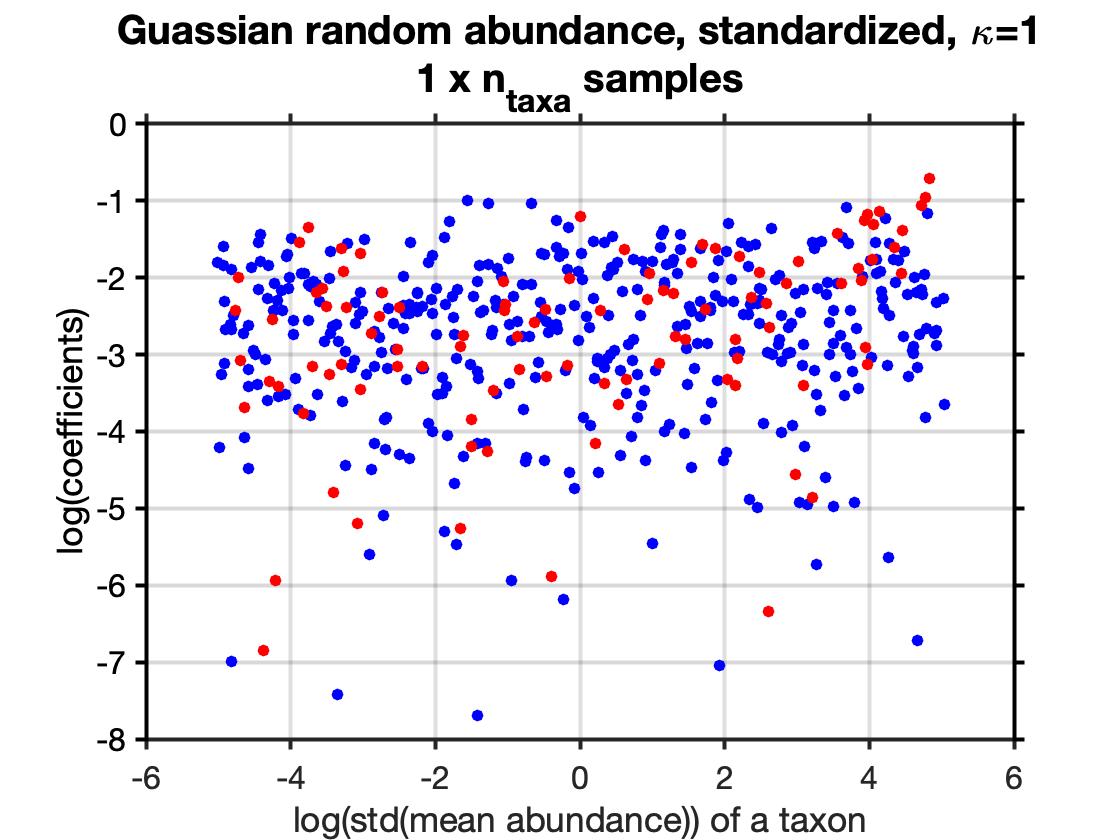 Guassian random abundance, standardized, κ=1
1 x n_taxa samples
0
-1
-2
-3
-4
-5
-6
-7
-8
log(coefficients)
-6 -4 -2 0 2 4 6
log(std(mean abundance)) of a taxon